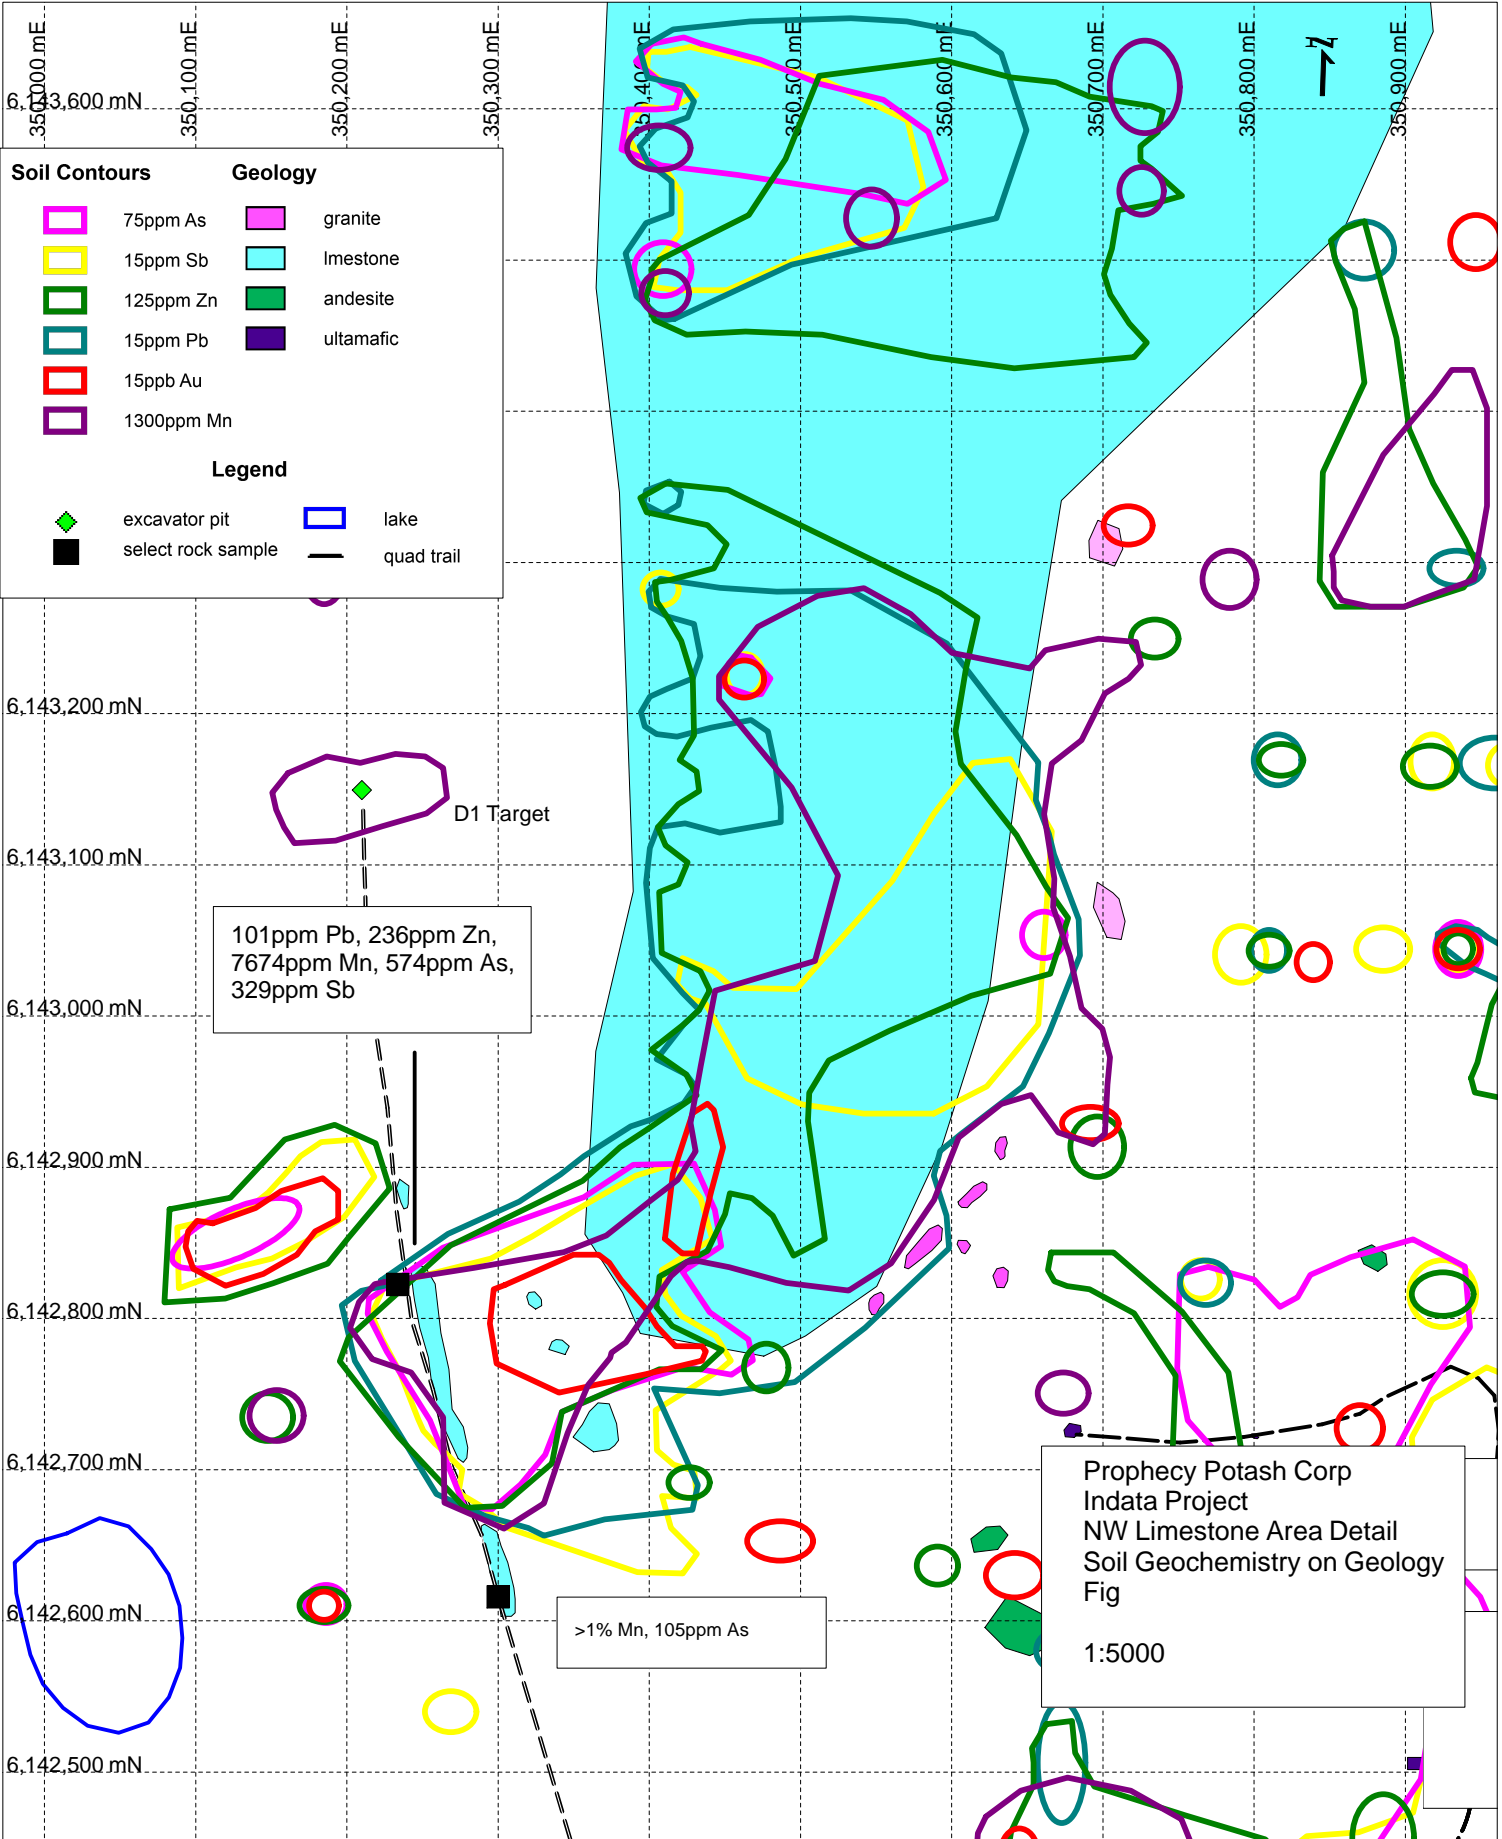 350,000 mE
350,100 mE
350,200 mE
350,300 mE
350,400 mE
350,500 mE
350,600 mE
350,700 mE
350,800 mE
350,900 mE
6,143,600 mN
Soil Contours
75ppm As
15ppm Sb
125ppm Zn
15ppm Pb
15ppb Au
1300ppm Mn
Geology
granite
lmestone
andesite
ultamafic
Legend
excavator pit
select rock sample
lake
quad trail
6,143,200 mN
D1 Target
6,143,100 mN
101ppm Pb, 236ppm Zn,
7674ppm Mn, 574ppm As,
329ppm Sb
6,143,000 mN
6,142,900 mN
6,142,800 mN
6,142,700 mN
6,142,600 mN
>1% Mn, 105ppm As
Prophecy Potash Corp
Indata Project
NW Limestone Area Detail
Soil Geochemistry on Geology
Fig
1:5000
6,142,500 mN